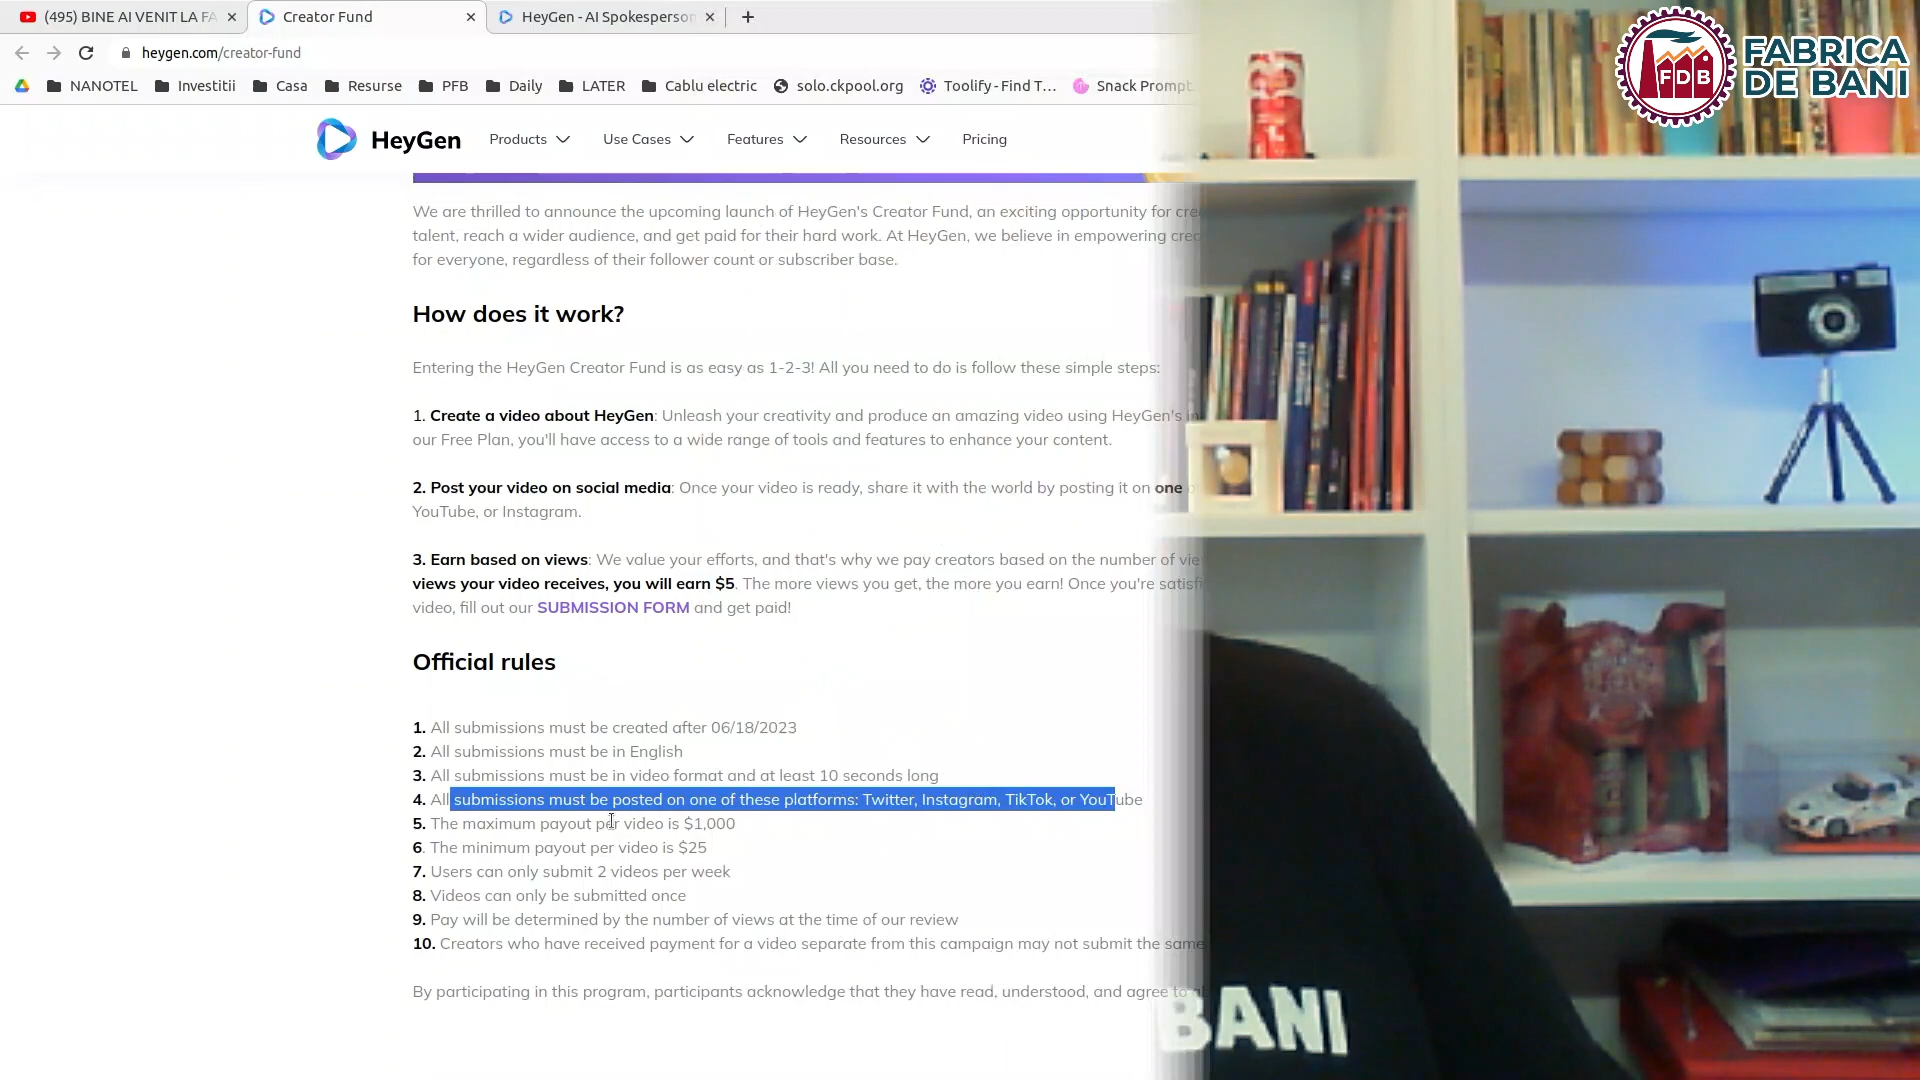 (495) BINE AI VENIT LA FA
Creator Fund
HeyGen - AI Spokesperson
heygen.com/creator-fund
NANOTEL
Investitii
Casa
Resurse
PFB
Daily
LATER
Cablu electric
solo.ckpool.org
Toolify - Find T...
Snack Prompt.
FDB
FABRICA
DE BANI
HeyGen
Products
Use Cases
Features
Resources
Pricing
We are thrilled to announce the upcoming launch of HeyGen's Creator Fund, an exciting opportunity for
talent, reach a wider audience, and get paid for their hard work. At HeyGen, we believe in empowering
for everyone, regardless of their follower count or subscriber base.
How does it work?
Entering the HeyGen Creator Fund is as easy as 1-2-3! All you need to do is follow these simple steps:
1. Create a video about HeyGen: Unleash your creativity and produce an amazing video using HeyGen's
our Free Plan, you'll have access to a wide range of tools and features to enhance your content.
2. Post your video on social media: Once your video is ready, share it with the world by posting it on one
YouTube, or Instagram.
3. Earn based on views: We value your efforts, and that's why we pay creators based on the number of
views your video receives, you will earn $5. The more views you get, the more you earn! Once you're
video, fill out our SUBMISSION FORM and get paid!
Official rules
1. All submissions must be created after 06/18/2023
2. All submissions must be in English
3. All submissions must be in video format and at least 10 seconds long
4. All submissions must be posted on one of these platforms: Twitter, Instagram, TikTok, or YouTube
5. The maximum payout per video is $1,000
6. The minimum payout per video is $25
7. Users can only submit 2 videos per week
8. Videos can only be submitted once
9. Pay will be determined by the number of views at the time of our review
10. Creators who have received payment for a video separate from this campaign may not submit the same
By participating in this program, participants acknowledge that they have read, understood, and agree to
BANI